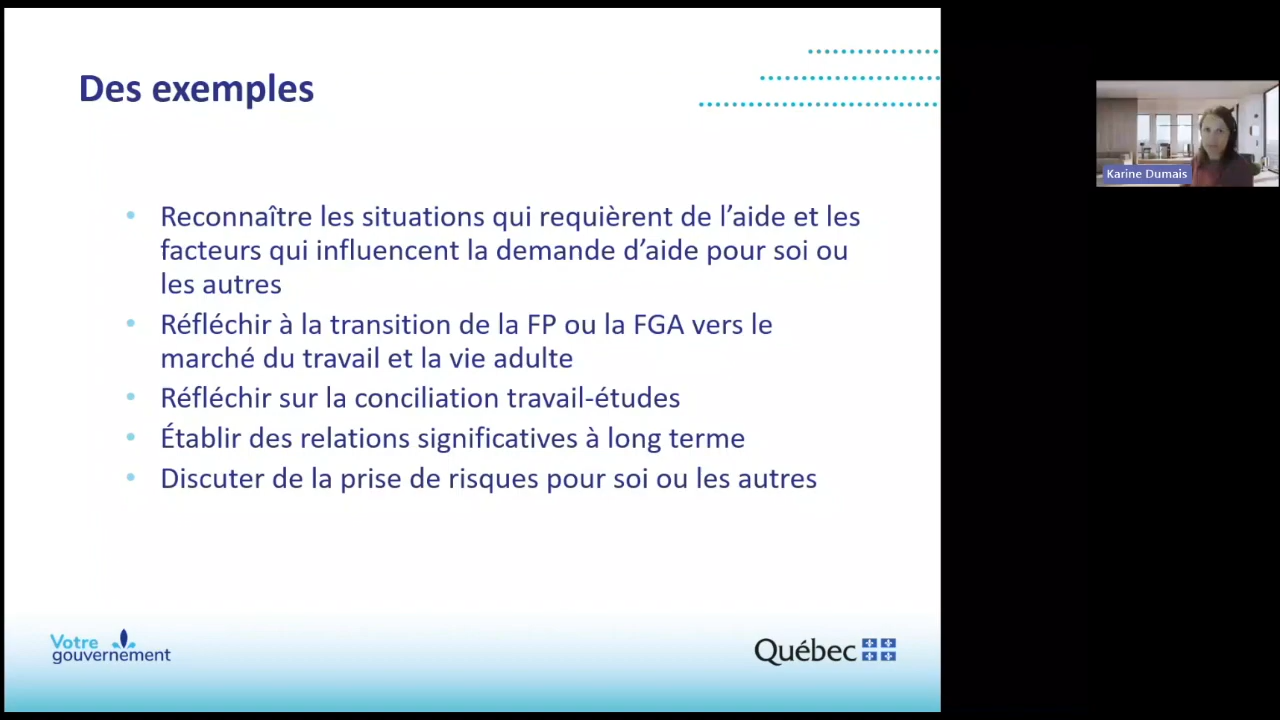 Des exemples
Karine Dumais
• Reconnaître les situations qui requièrent de l’aide et les
facteurs qui influencent la demande d’aide pour soi ou
les autres
• Réfléchir à la transition de la FP ou la FGA vers le
marché du travail et la vie adulte
• Réfléchir sur la conciliation travail-études
• Établir des relations significatives à long terme
• Discuter de la prise de risques pour soi ou les autres
Votre
gouvernement
Québec